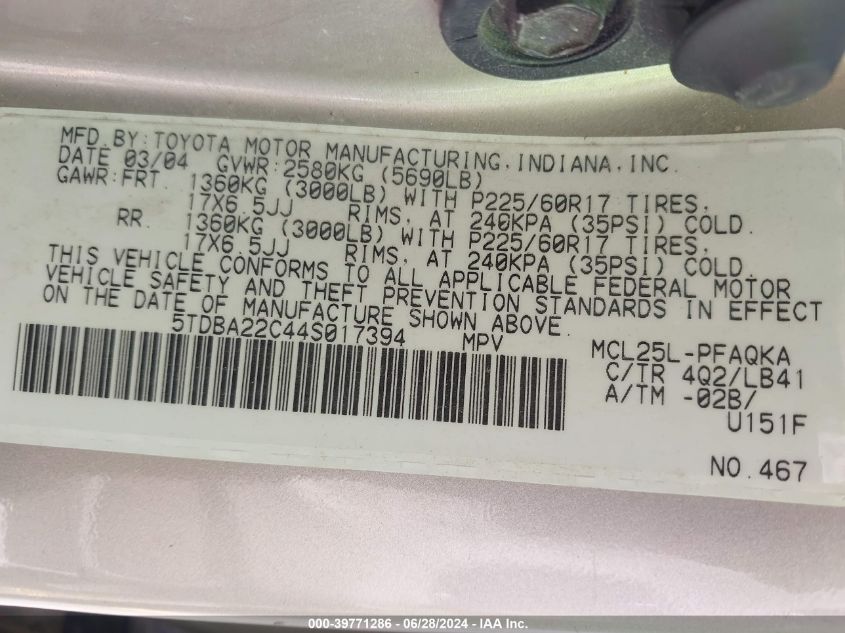 MFD.BY:TOYOTA MOTOR MANUFACTURING,INDIANA,INC.
DATE 03/04 GVWR:2580KG (5690LB)
GAWR:FRT. 1360KG (3000LB) WITH P225/60R17 TIRES,
17X6.5JJ RIMS, AT 240KPA (35PSI) COLD.
RR. 1360KG (3000LB) WITH P225/60R17 TIRES,
17X6.5JJ RIMS, AT 240KPA (35PSI) COLD.
THIS VEHICLE CONFORMS TO ALL APPLICABLE FEDERAL MOTOR
VEHICLE SAFETY AND THEFT PREVENTION STANDARDS IN EFFECT
ON THE DATE OF MANUFACTURE SHOWN ABOVE.
5TDBA22C44S017394 MPV
MCL25L-PFAQKA
C/TR 4Q2/LB41
A/TM -02B/
U151F
NO.467
000-39771286 - 06/28/2024 - IAA Inc.